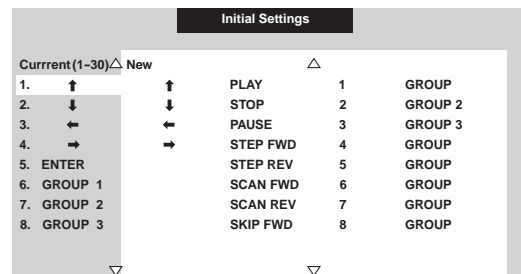 Initial Settings
Currrent (1-30) △ New △
1. ⬆ ⬆ PLAY 1 GROUP
2. ⬇ ⬇ STOP 2 GROUP 2
3. ⬅ ⬅ PAUSE 3 GROUP 3
4. ➡ ➡ STEP FWD 4 GROUP
5. ENTER STEP REV 5 GROUP
6. GROUP 1 SCAN FWD 6 GROUP
7. GROUP 2 SCAN REV 7 GROUP
8. GROUP 3 SKIP FWD 8 GROUP
▽ ▽